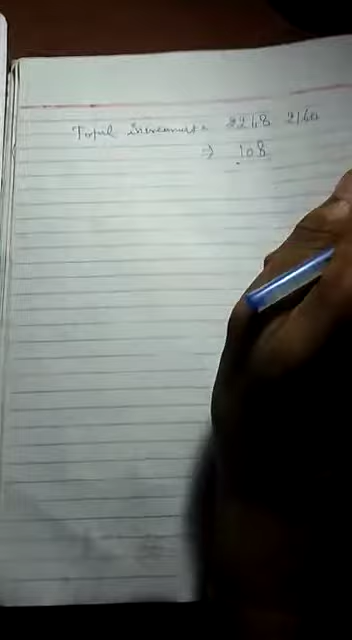 Total Increment = 2268 2160
⇒ 108